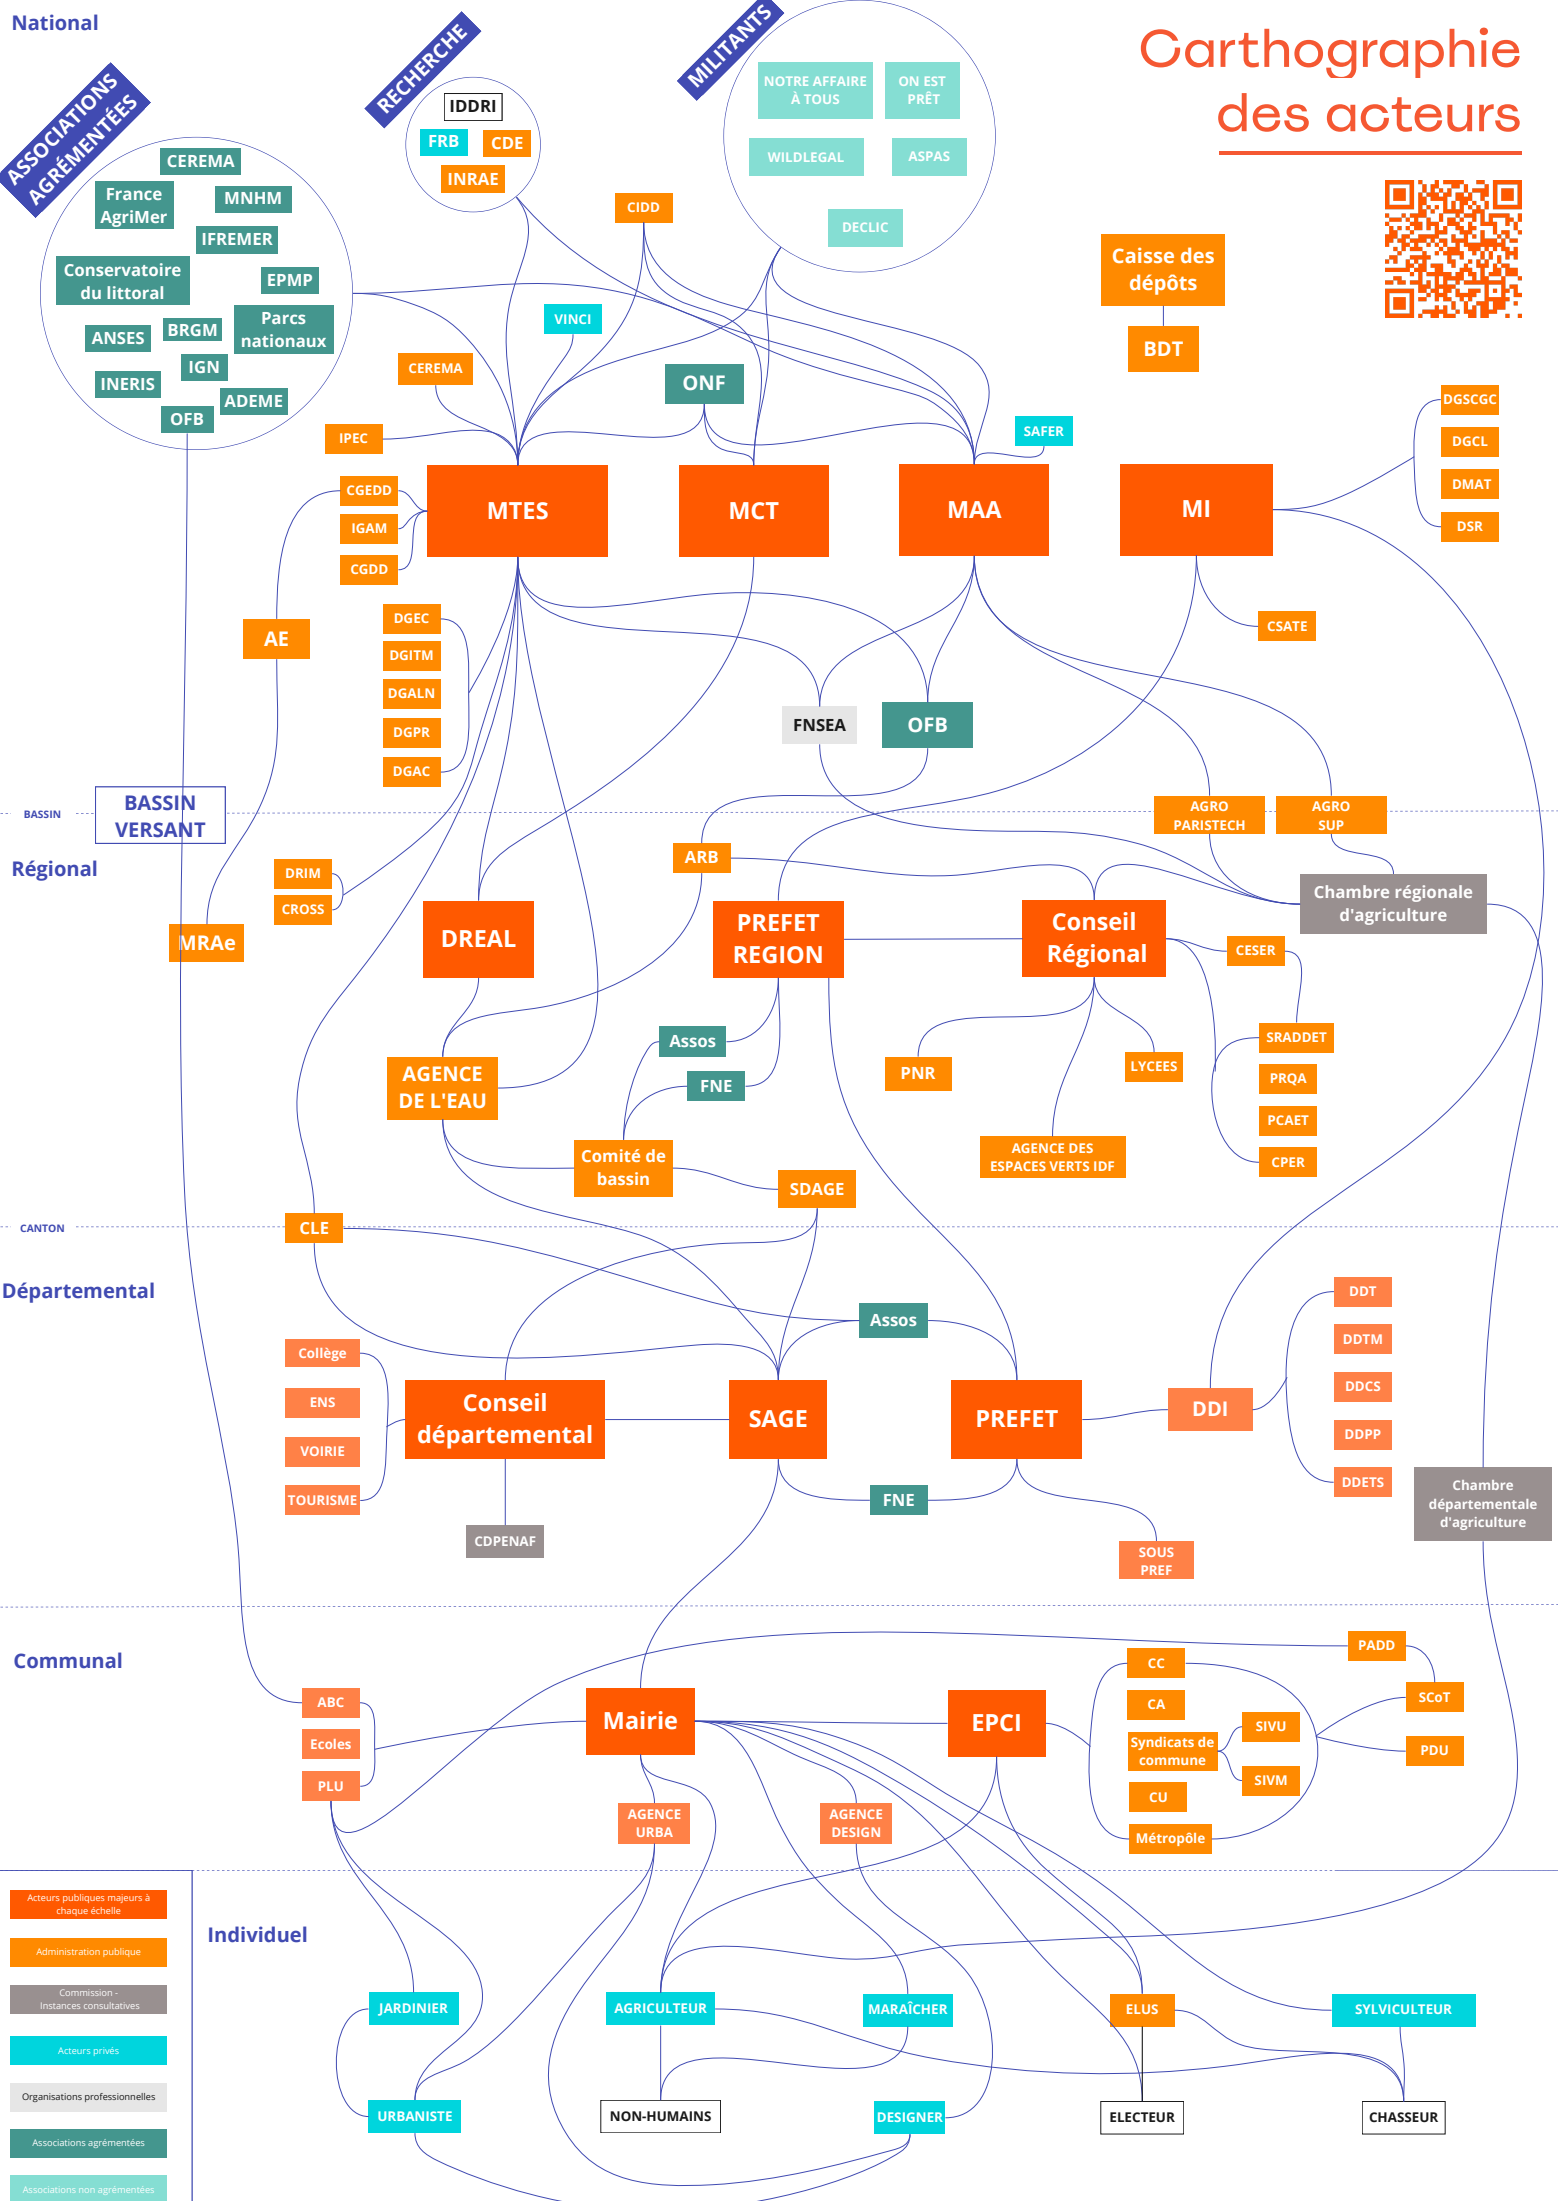 National
Carthographie
des acteurs
ASSOCIATIONS
AGRÉMENTÉES
RECHERCHE
MILITANTS
CEREMA
France
AgriMer
MNHM
IFREMER
Conservatoire
du littoral
EPMP
Parcs
nationaux
BRGM
ANSES
IGN
INERIS
ADEME
OFB
IDDRI
FRB
CDE
INRAE
NOTRE AFFAIRE
À TOUS
ON EST
PRÊT
WILDLEGAL
ASPAS
DECLIC
CIDD
VINCI
CEREMA
IPEC
ONF
SAFER
Caisse des
dépôts
BDT
DGSCGC
DGCL
DMAT
DSR
CGEDD
IGAM
CGDD
MTES
MCT
MAA
MI
AE
DGEC
DGITM
DGALN
DGPR
DGAC
CSATE
FNSEA
OFB
BASSIN
BASSIN
VERSANT
AGRO
PARISTECH
AGRO
SUP
Régional
DRIM
CROSS
ARB
Chambre régionale
d'agriculture
MRAe
DREAL
PREFET
REGION
Conseil
Régional
CESER
Assos
FNE
SRADDET
PRQA
PCAET
CPER
AGENCE
DE L'EAU
PNR
LYCEES
Comité de
bassin
AGENCE DES
ESPACES VERTS IDF
SDAGE
CANTON
CLE
Départemental
Assos
DDT
DDTM
DDCS
DDPP
DDETS
Collège
ENS
VOIRIE
TOURISME
Conseil
départemental
SAGE
PREFET
DDI
FNE
CDPENAF
SOUS
PREF
Chambre
départementale
d'agriculture
Communal
PADD
CC
CA
Syndicats de
commune
CU
Métropôle
SIVU
SIVM
SCoT
PDU
ABC
Ecoles
PLU
Mairie
EPCI
AGENCE
URBA
AGENCE
DESIGN
Individuel
Acteurs publiques majeurs à
chaque échelle
Administration publique
Commission -
Instances consultatives
Acteurs privés
Organisations professionnelles
Associations agrémentées
Associations non agrémentées
JARDINIER
AGRICULTEUR
MARAÎCHER
ELUS
SYLVICULTEUR
URBANISTE
NON-HUMAINS
DESIGNER
ELECTEUR
CHASSEUR